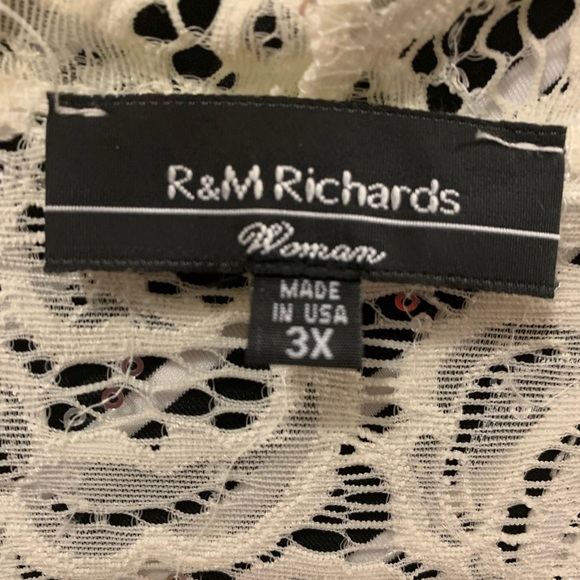 R&M Richards
Woman
MADE
IN USA
3X